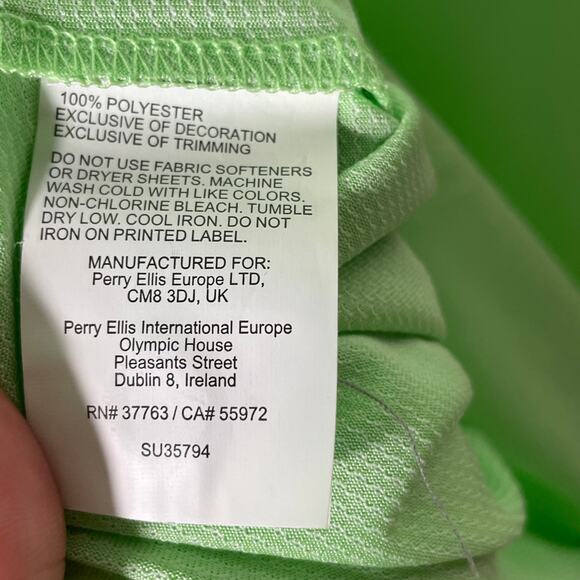 100% POLYESTER
EXCLUSIVE OF DECORATION
EXCLUSIVE OF TRIMMING
DO NOT USE FABRIC SOFTENERS
OR DRYER SHEETS. MACHINE
WASH COLD WITH LIKE COLORS.
NON-CHLORINE BLEACH. TUMBLE
DRY LOW. COOL IRON. DO NOT
IRON ON PRINTED LABEL.
MANUFACTURED FOR:
Perry Ellis Europe LTD,
CM8 3DJ, UK
Perry Ellis International Europe
Olympic House
Pleasants Street
Dublin 8, Ireland
RN# 37763 / CA# 55972
SU35794